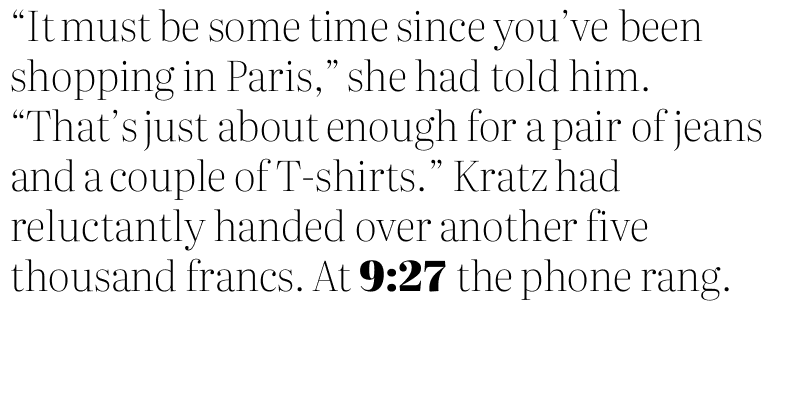 “It must be some time since you’ve been
shopping in Paris,” she had told him.
“That’s just about enough for a pair of jeans
and a couple of T-shirts.” Kratz had
reluctantly handed over another five
thousand francs. At 9:27 the phone rang.